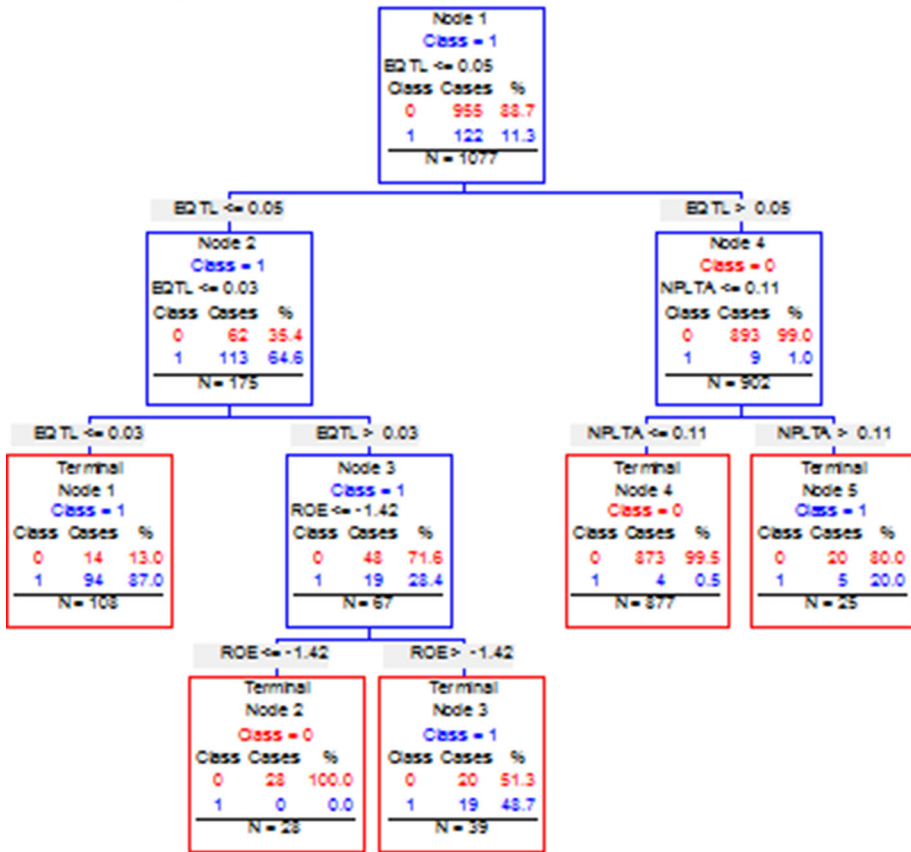 Node 1
Class = 1
EQTL <= 0.05
Class Cases %
0 955 88.7
1 122 11.3
N = 1077
EQTL <= 0.05
EQTL > 0.05
Node 2
Class = 1
EQTL <= 0.03
Class Cases %
0 62 35.4
1 113 64.6
N = 175
Node 4
Class = 0
NPLTA <= 0.11
Class Cases %
0 893 99.0
1 9 1.0
N = 902
EQTL <= 0.03
EQTL > 0.03
NPLTA <= 0.11
NPLTA > 0.11
Terminal
Node 1
Class = 1
Class Cases %
0 14 13.0
1 94 87.0
N = 108
Node 3
Class = 1
ROE <= -1.42
Class Cases %
0 48 71.6
1 19 28.4
N = 67
Terminal
Node 4
Class = 0
Class Cases %
0 873 99.5
1 4 0.5
N = 877
Terminal
Node 5
Class = 1
Class Cases %
0 20 80.0
1 5 20.0
N = 25
ROE <= -1.42
ROE > -1.42
Terminal
Node 2
Class = 0
Class Cases %
0 28 100.0
1 0 0.0
N = 28
Terminal
Node 3
Class = 1
Class Cases %
0 20 51.3
1 19 48.7
N = 39